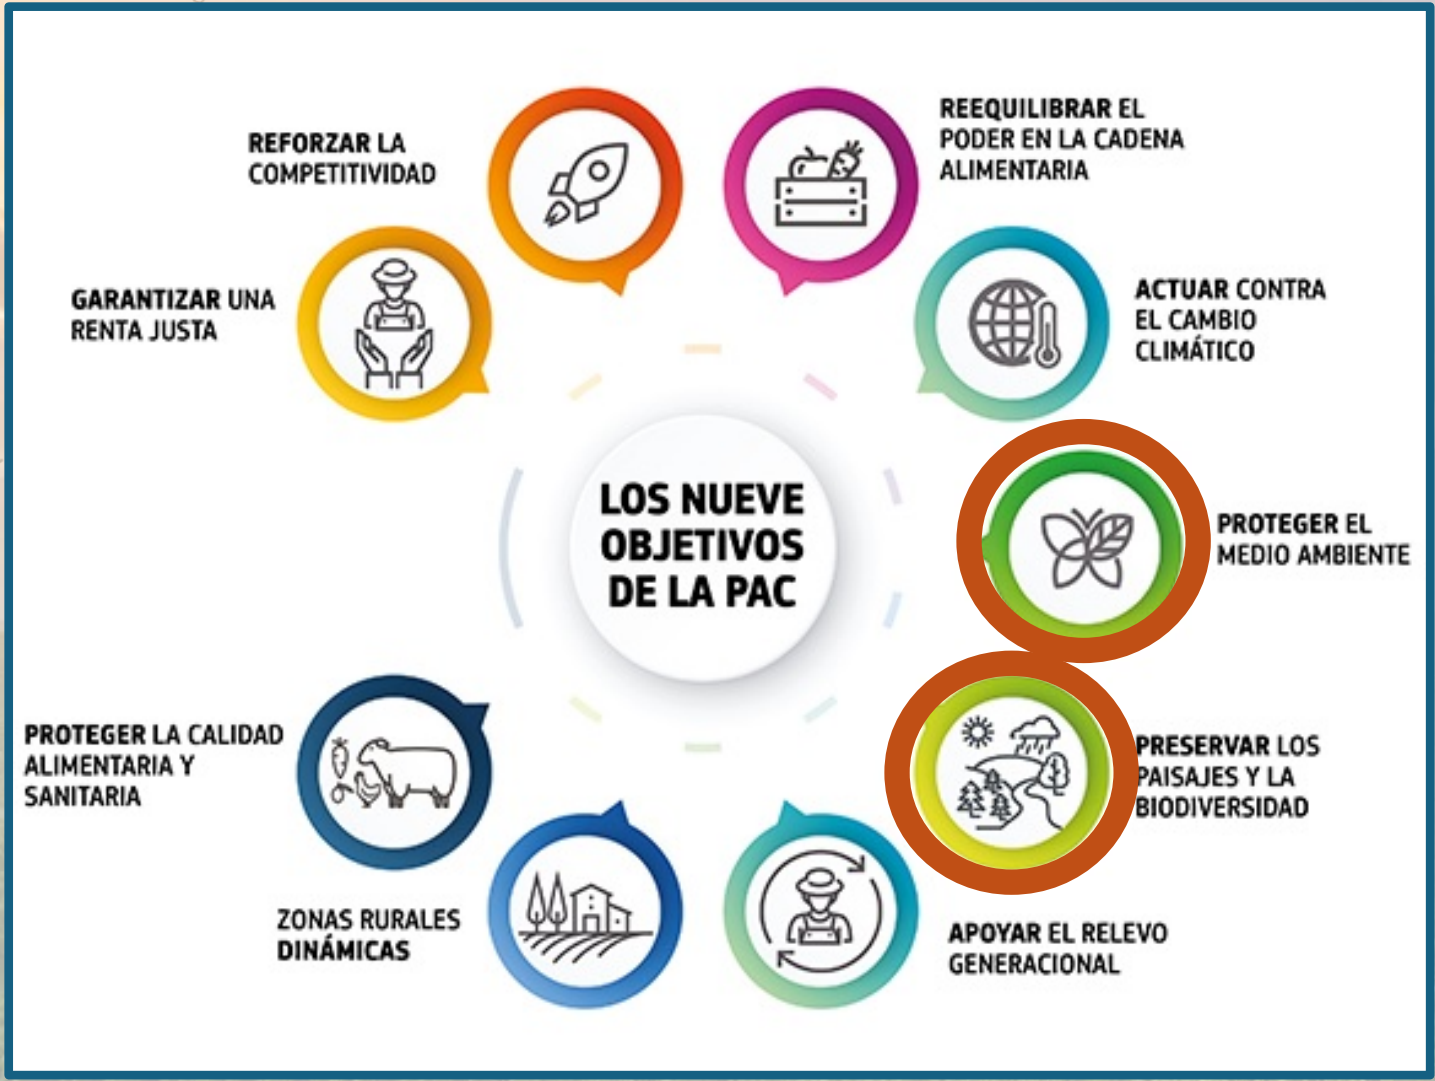 REFORZAR LA
COMPETITIVIDAD
REEQUILIBRAR EL
PODER EN LA CADENA
ALIMENTARIA
GARANTIZAR UNA
RENTA JUSTA
ACTUAR CONTRA
EL CAMBIO
CLIMÁTICO
LOS NUEVE
OBJETIVOS
DE LA PAC
PROTEGER EL
MEDIO AMBIENTE
PROTEGER LA CALIDAD
ALIMENTARIA Y
SANITARIA
PRESERVAR LOS
PAISAJES Y LA
BIODIVERSIDAD
ZONAS RURALES
DINÁMICAS
APOYAR EL RELEVO
GENERACIONAL